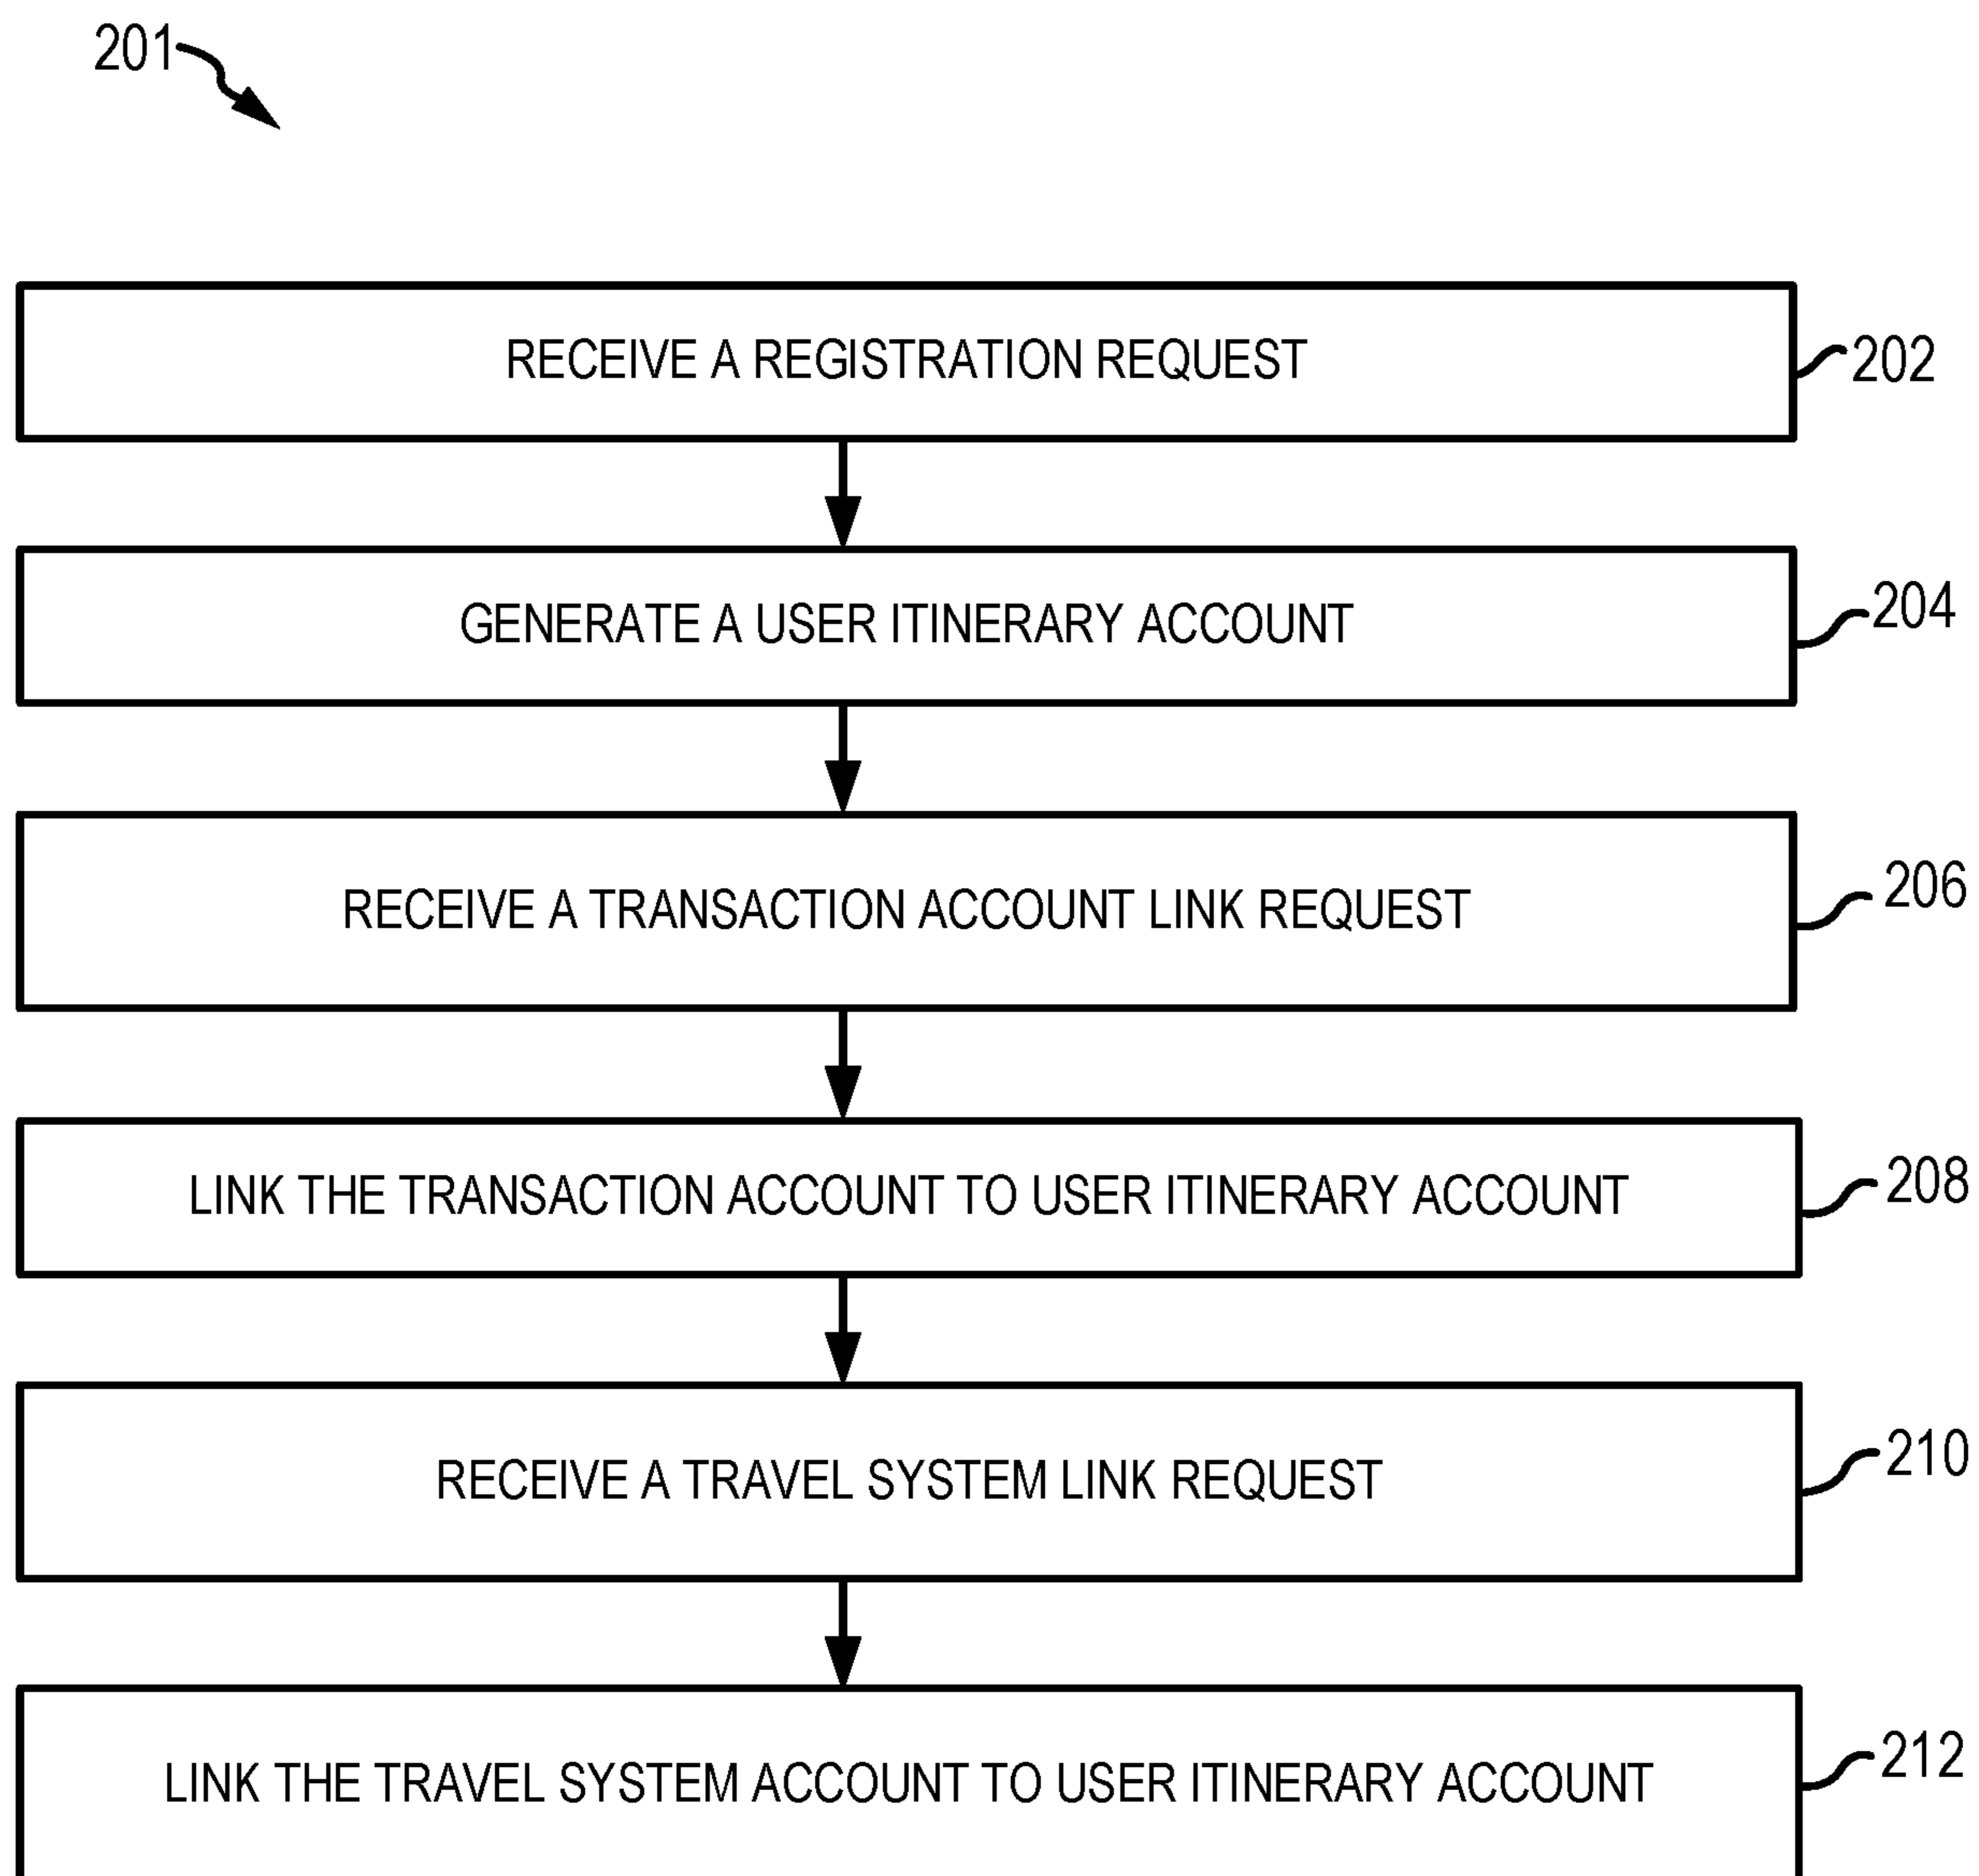 201
RECEIVE A REGISTRATION REQUEST
202
GENERATE A USER ITINERARY ACCOUNT
204
RECEIVE A TRANSACTION ACCOUNT LINK REQUEST
206
LINK THE TRANSACTION ACCOUNT TO USER ITINERARY ACCOUNT
208
RECEIVE A TRAVEL SYSTEM LINK REQUEST
210
LINK THE TRAVEL SYSTEM ACCOUNT TO USER ITINERARY ACCOUNT
212